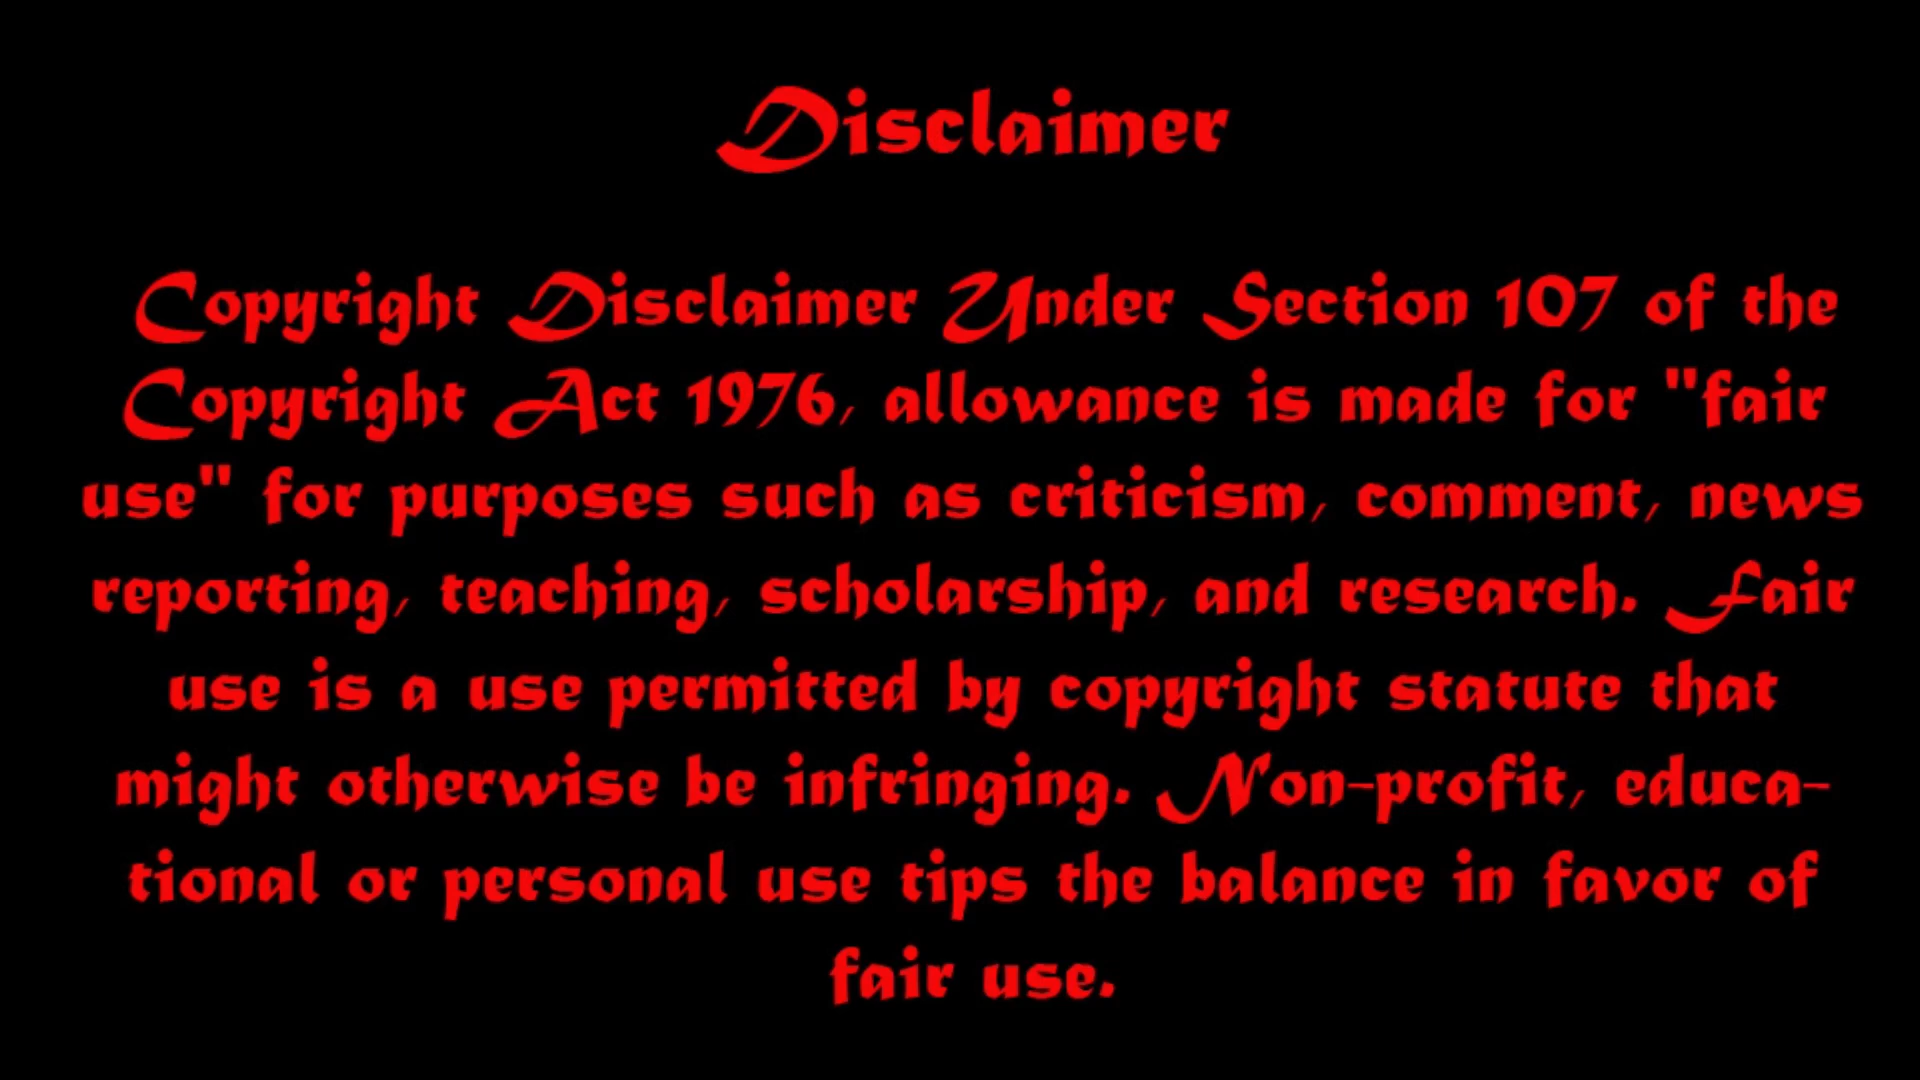 Disclaimer
Copyright Disclaimer Under Section 107 of the
Copyright Act 1976, allowance is made for "fair
use" for purposes such as criticism, comment, news
reporting, teaching, scholarship, and research. Fair
use is a use permitted by copyright statute that
might otherwise be infringing. Non-profit, educa-
tional or personal use tips the balance in favor of
fair use.